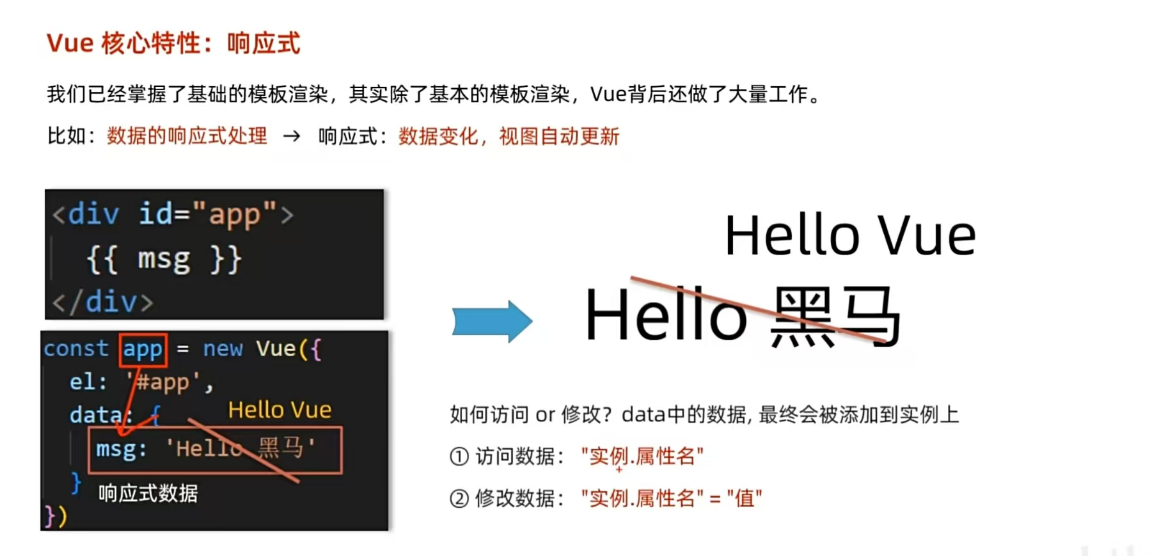 Vue 核心特性：响应式
我们已经掌握了基础的模板渲染，其实除了基本的模板渲染，Vue背后还做了大量工作。
比如：数据的响应式处理 → 响应式：数据变化，视图自动更新
<div id="app">
{{ msg }}
</div>
const app = new Vue({
el: '#app',
data: {
Hello Vue
msg: 'Hello 黑马'
}
响应式数据
})
Hello Vue
Hello 黑马
如何访问 or 修改？data中的数据, 最终会被添加到实例上
① 访问数据： "实例.属性名"
② 修改数据： "实例.属性名" = "值"